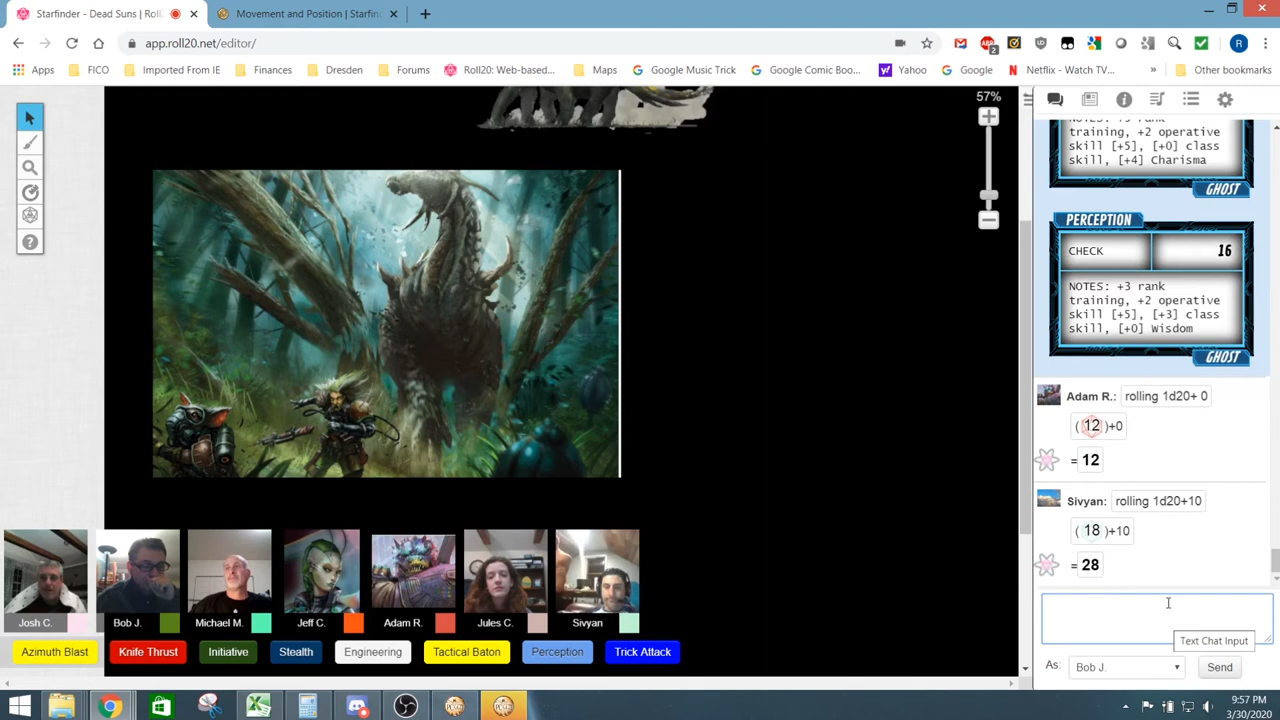 Starfinder - Dead Suns | Roll
Movement and Position | Starfin
app.roll20.net/editor/
2
R
Apps
FICO
Imported From IE
Finances
Dresden
Forums
Roll20: Web-based...
Maps
Google Music Trick
Google Comic Boo...
Yahoo
Google
Netflix - Watch TV...
»
Other bookmarks
57%
training, +2 operative
skill [+5], [+0] class
skill, [+4] Charisma
GHOST
PERCEPTION
CHECK
16
NOTES: +3 rank
training, +2 operative
skill [+5], [+3] class
skill, [+0] Wisdom
GHOST
Adam R.: rolling 1d20+ 0
(12)+0
=12
Sivyan: rolling 1d20+10
(18)+10
=28
Text Chat Input
As: Bob J.
Send
Josh C.
Bob J.
Michael M.
Jeff C.
Adam R.
Jules C.
Sivyan
Azimuth Blast
Knife Thrust
Initiative
Stealth
Engineering
Tactical Baton
Perception
Trick Attack
9:57 PM
3/30/2020